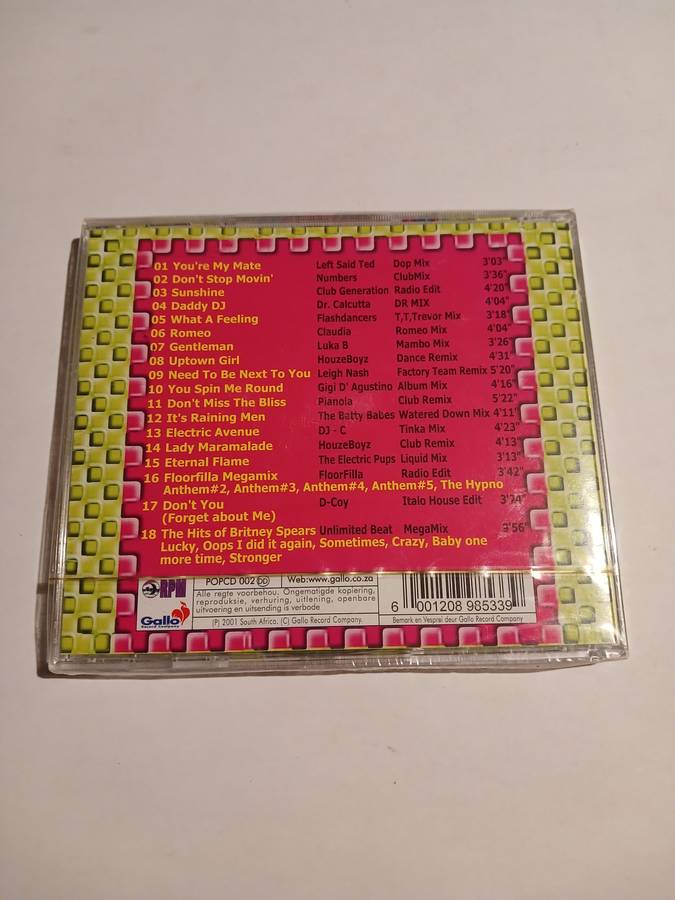 01 You're My Mate Left Said Ted Dop Mix 3'03"
02 Don't Stop Movin' Numbers ClubMix 3'36"
03 Sunshine Club Generation Radio Edit 4'20"
04 Daddy DJ Dr. Calcutta DR MIX 4'04"
05 What A Feeling Flashdancers T,T,Trevor Mix 3'18"
06 Romeo Claudia Romeo Mix 4'04"
07 Gentleman Luka B Mambo Mix 3'26"
08 Uptown Girl HouzeBoyz Dance Remix 4'31"
09 Need To Be Next To You Leigh Nash Factory Team Remix 5'20"
10 You Spin Me Round Gigi D' Agustino Album Mix 4'16"
11 Don't Miss The Bliss Pianola Club Remix 5'22"
12 It's Raining Men The Batty Babes Watered Down Mix 4'11"
13 Electric Avenue DJ - C Tinka Mix 4'23"
14 Lady Maramalade HouzeBoyz Club Remix 4'13"
15 Eternal Flame The Electric Pups Liquid Mix 3'13"
16 Floorfilla Megamix FloorFilla Radio Edit 3'42"
Anthem#2, Anthem#3, Anthem#4, Anthem#5, The Hypno
17 Don't You D-Coy Italo House Edit 3'24"
(Forget about Me)
18 The Hits of Britney Spears Unlimited Beat MegaMix 9'56"
Lucky, Oops I did it again, Sometimes, Crazy, Baby one
more time, Stronger
RPM
POPCD 002 DD Web:www.gallo.co.za
Alle regte voorbehou. Ongematigde kopiering,
reproduksie, verhuring, uitlening, openbare
uitvoering en uitsending is verbode
6 001208 985339
Gallo
Record Company
(P) 2001 South Africa. (C) Gallo Record Company.
Bemark en Vesprei deur Gallo Record Company